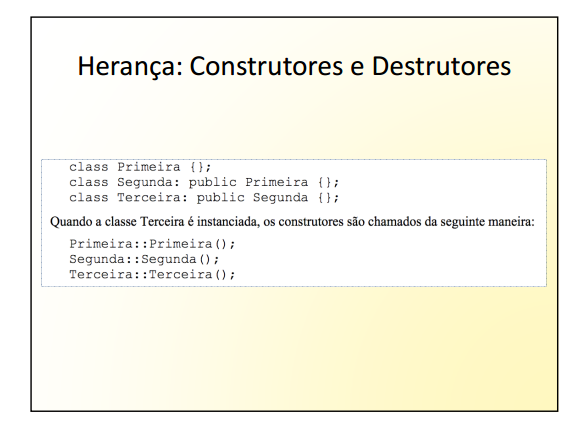 Herança: Construtores e Destrutores
class Primeira {};
class Segunda: public Primeira {};
class Terceira: public Segunda {};
Quando a classe Terceira é instanciada, os construtores são chamados da seguinte maneira:
Primeira::Primeira();
Segunda::Segunda();
Terceira::Terceira();